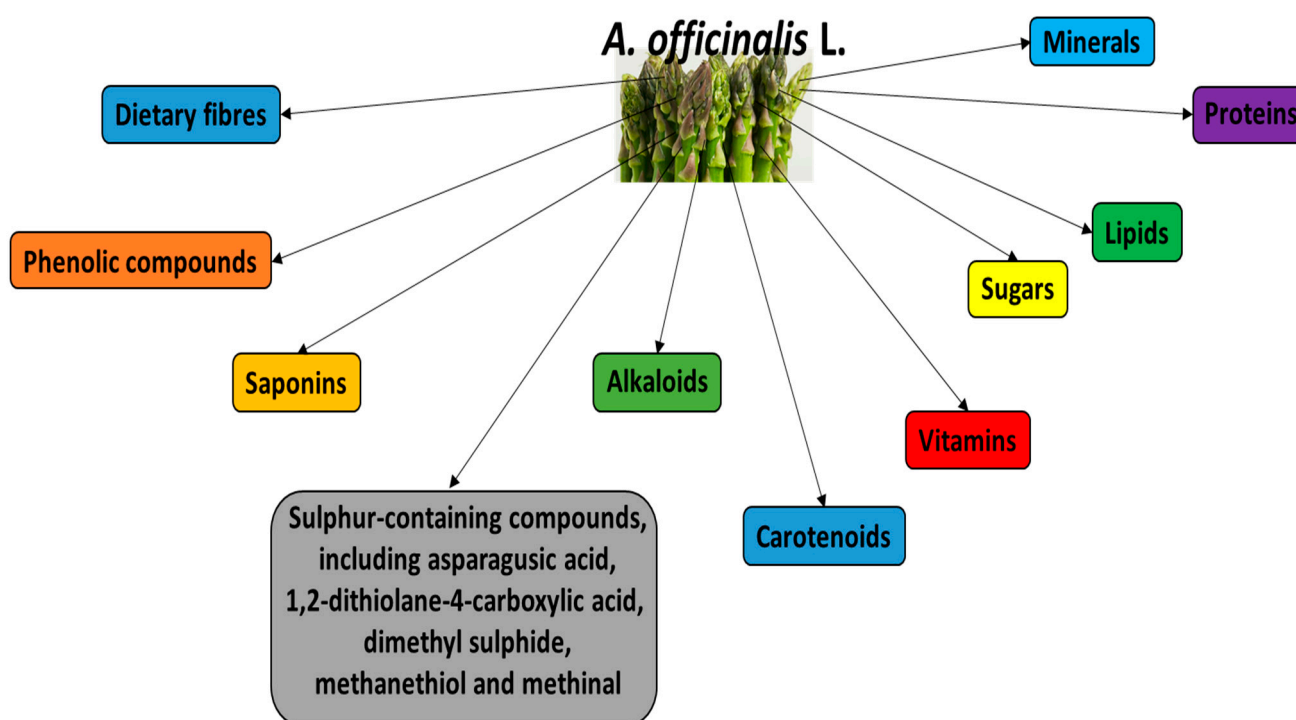 A. officinalis L.
Minerals
Dietary fibres
Proteins
Phenolic compounds
Lipids
Sugars
Saponins
Alkaloids
Vitamins
Sulphur-containing compounds,
including asparagusic acid,
1,2-dithiolane-4-carboxylic acid,
dimethyl sulphide,
methanethiol and methinal
Carotenoids